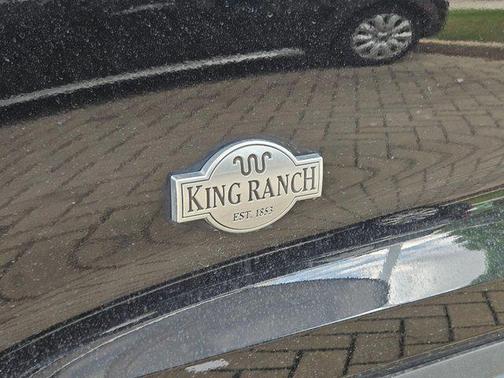 KING RANCH
EST. 1853